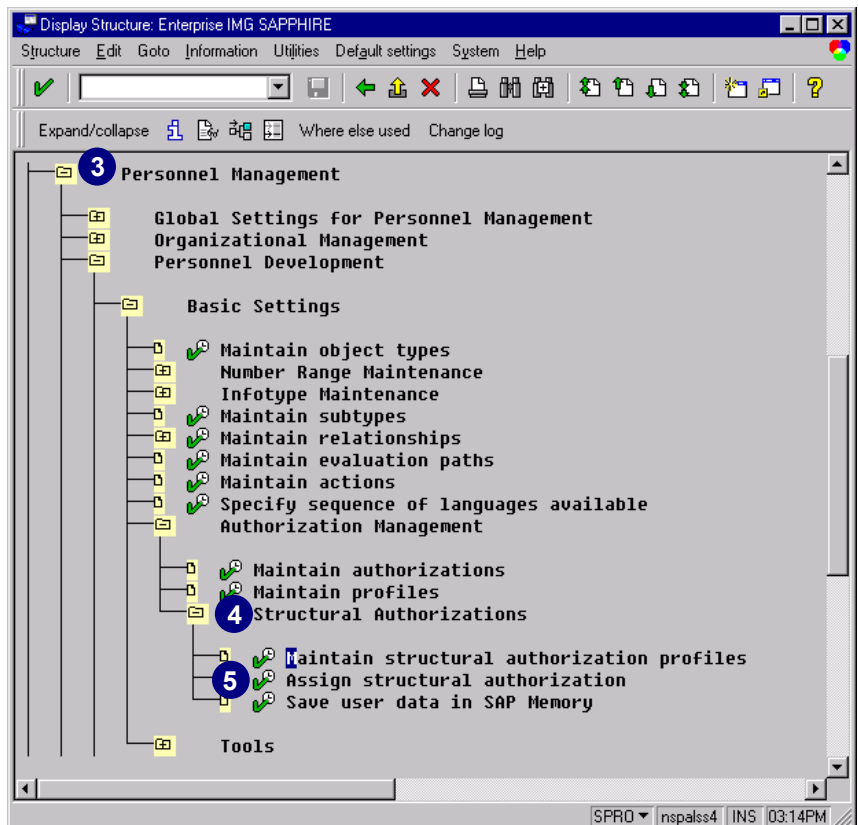 Display Structure: Enterprise IMG SAPPHIRE
Structure Edit Goto Information Utilities Default settings System Help
Expand/collapse Where else used Change log
3 Personnel Management
Global Settings for Personnel Management
Organizational Management
Personnel Development
Basic Settings
Maintain object types
Number Range Maintenance
Infotype Maintenance
Maintain subtypes
Maintain relationships
Maintain evaluation paths
Maintain actions
Specify sequence of languages available
Authorization Management
Maintain authorizations
Maintain profiles
4 Structural Authorizations
Maintain structural authorization profiles
5 Assign structural authorization
Save user data in SAP Memory
Tools
SPRO nspalss4 INS 03:14PM